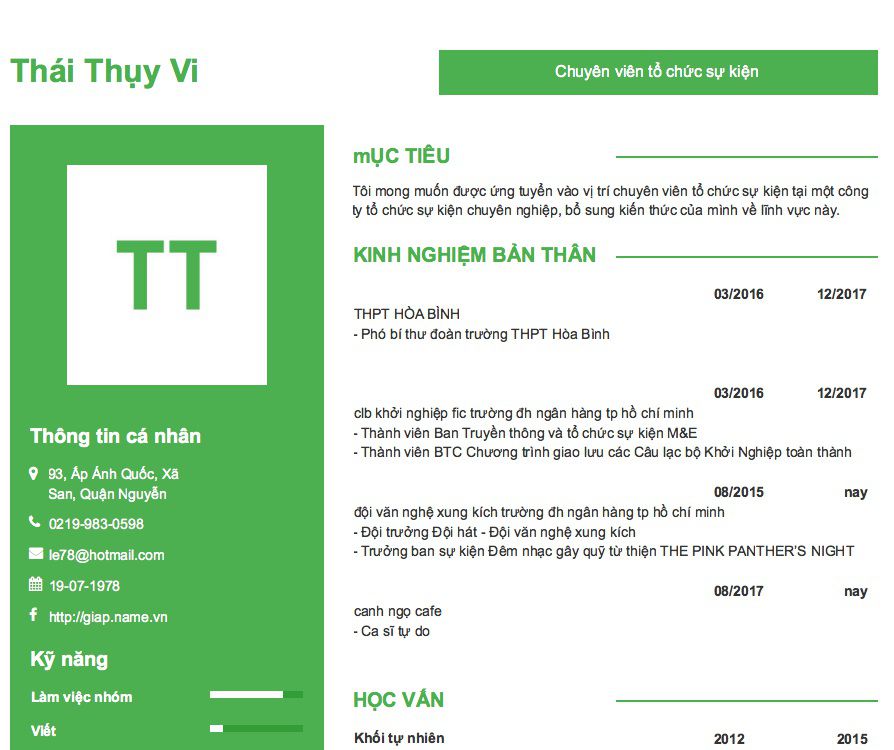 Thái Thụy Vi
Chuyên viên tổ chức sự kiện
TT
Thông tin cá nhân
93, Ấp Ánh Quốc, Xã
San, Quận Nguyễn
0219-983-0598
le78@hotmail.com
19-07-1978
http://giap.name.vn
Kỹ năng
Làm việc nhóm
Viết
mỤC TIÊU
Tôi mong muốn được ứng tuyển vào vị trí chuyên viên tổ chức sự kiện tại một công
ty tổ chức sự kiện chuyên nghiệp, bổ sung kiến thức của mình về lĩnh vực này.
KINH NGHIỆM BẢN THÂN
03/2016 12/2017
THPT HÒA BÌNH
- Phó bí thư đoàn trường THPT Hòa Bình
03/2016 12/2017
clb khởi nghiệp fic trường đh ngân hàng tp hồ chí minh
- Thành viên Ban Truyền thông và tổ chức sự kiện M&E
- Thành viên BTC Chương trình giao lưu các Câu lạc bộ Khởi Nghiệp toàn thành
08/2015 nay
đội văn nghệ xung kích trường đh ngân hàng tp hồ chí minh
- Đội trưởng Đội hát - Đội văn nghệ xung kích
- Trưởng ban sự kiện Đêm nhạc gây quỹ từ thiện THE PINK PANTHER'S NIGHT
08/2017 nay
canh ngọ cafe
- Ca sĩ tự do
HỌC VẤN
Khối tự nhiên 2012 2015